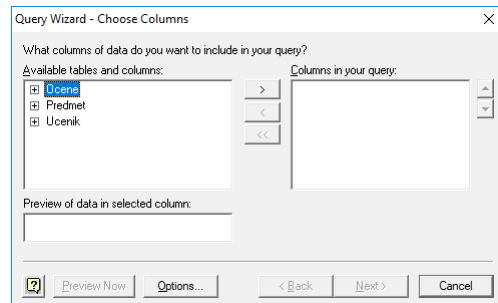 Query Wizard - Choose Columns
What columns of data do you want to include in your query?
Available tables and columns:
Columns in your query:
Ocene
Predmet
Ucenik
>
<
<<
Preview of data in selected column:
Preview Now
Options...
< Back
Next >
Cancel